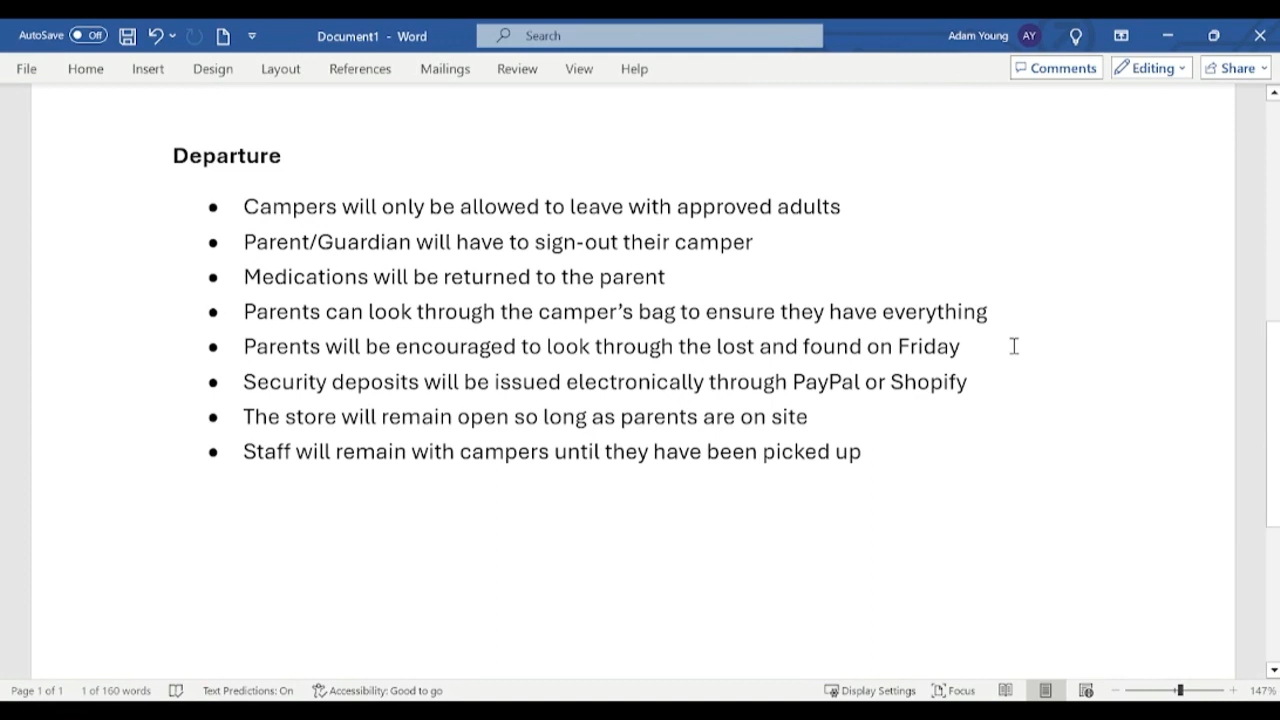 AutoSave Off Document1 - Word Search Adam Young AY
File Home Insert Design Layout References Mailings Review View Help Comments Editing Share
Departure
• Campers will only be allowed to leave with approved adults
• Parent/Guardian will have to sign-out their camper
• Medications will be returned to the parent
• Parents can look through the camper’s bag to ensure they have everything
• Parents will be encouraged to look through the lost and found on Friday
• Security deposits will be issued electronically through PayPal or Shopify
• The store will remain open so long as parents are on site
• Staff will remain with campers until they have been picked up
Page 1 of 1 1 of 160 words Text Predictions: On Accessibility: Good to go Display Settings Focus 147%